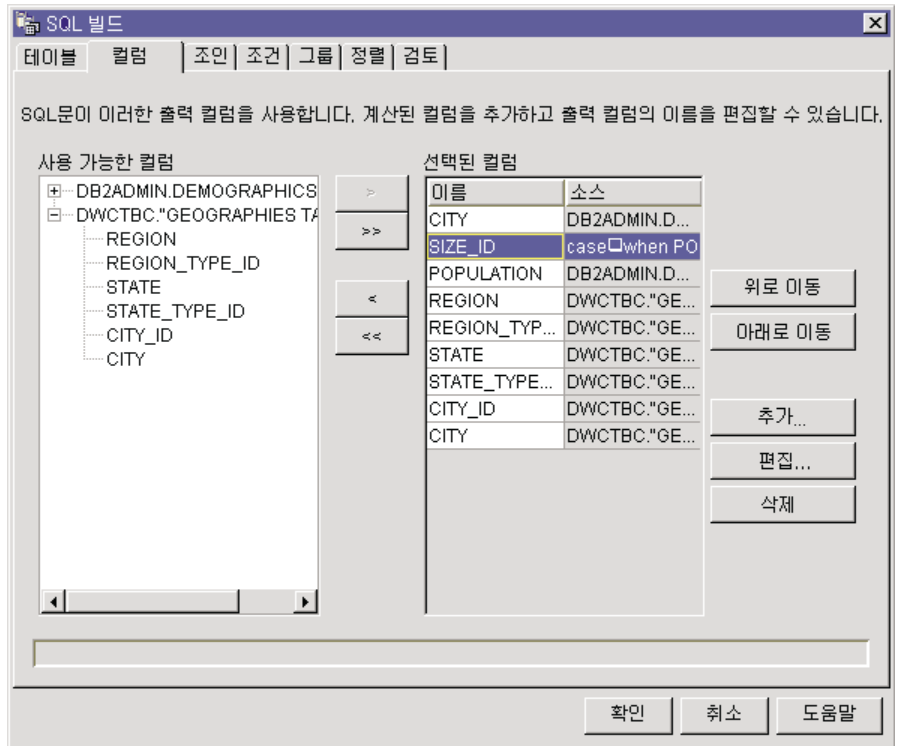 SQL 빌드
테이블 컬럼 조인 조건 그룹 정렬 검토
SQL문이 이러한 출력 컬럼을 사용합니다. 계산된 컬럼을 추가하고 출력 컬럼의 이름을 편집할 수 있습니다.
사용 가능한 컬럼
DB2ADMIN.DEMOGRAPHICS
DWCTBC."GEOGRAPHIES TA
REGION
REGION_TYPE_ID
STATE
STATE_TYPE_ID
CITY_ID
CITY
>
>>
<
<<
선택된 컬럼
이름 소스
CITY DB2ADMIN.D...
SIZE_ID case□when PO
POPULATION DB2ADMIN.D...
REGION DWCTBC."GE...
REGION_TYP... DWCTBC."GE...
STATE DWCTBC."GE...
STATE_TYPE... DWCTBC."GE...
CITY_ID DWCTBC."GE...
CITY DWCTBC."GE...
위로 이동
아래로 이동
추가...
편집...
삭제
확인 취소 도움말